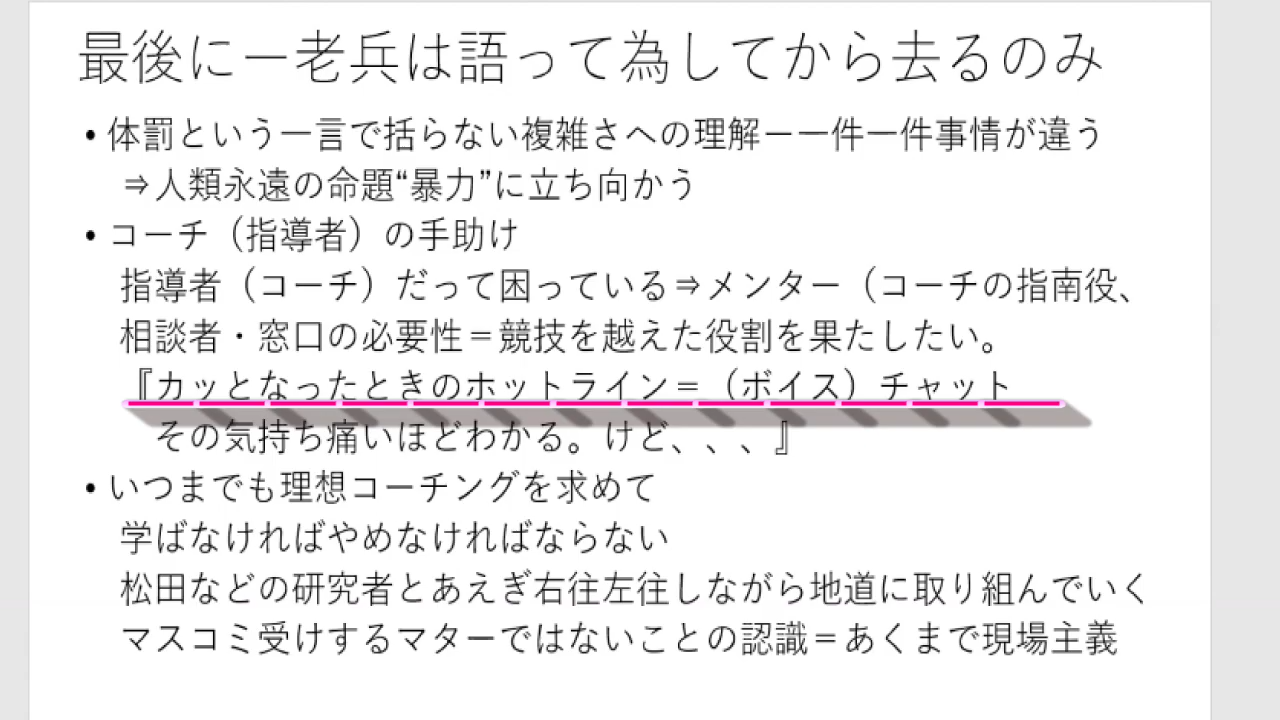 最後に－老兵は語って為してから去るのみ
•体罰という一言で括らない複雑さへの理解ー一件一件事情が違う
⇒人類永遠の命題“暴力”に立ち向かう
•コーチ（指導者）の手助け
指導者（コーチ）だって困っている⇒メンター（コーチの指南役、
相談者・窓口の必要性＝競技を越えた役割を果たしたい。
『カッとなったときのホットライン＝（ボイス）チャット
その気持ち痛いほどわかる。けど、、、』
•いつまでも理想コーチングを求めて
学ばなければやめなければならない
松田などの研究者とあえぎ右往左往しながら地道に取り組んでいく
マスコミ受けするマターではないことの認識＝あくまで現場主義